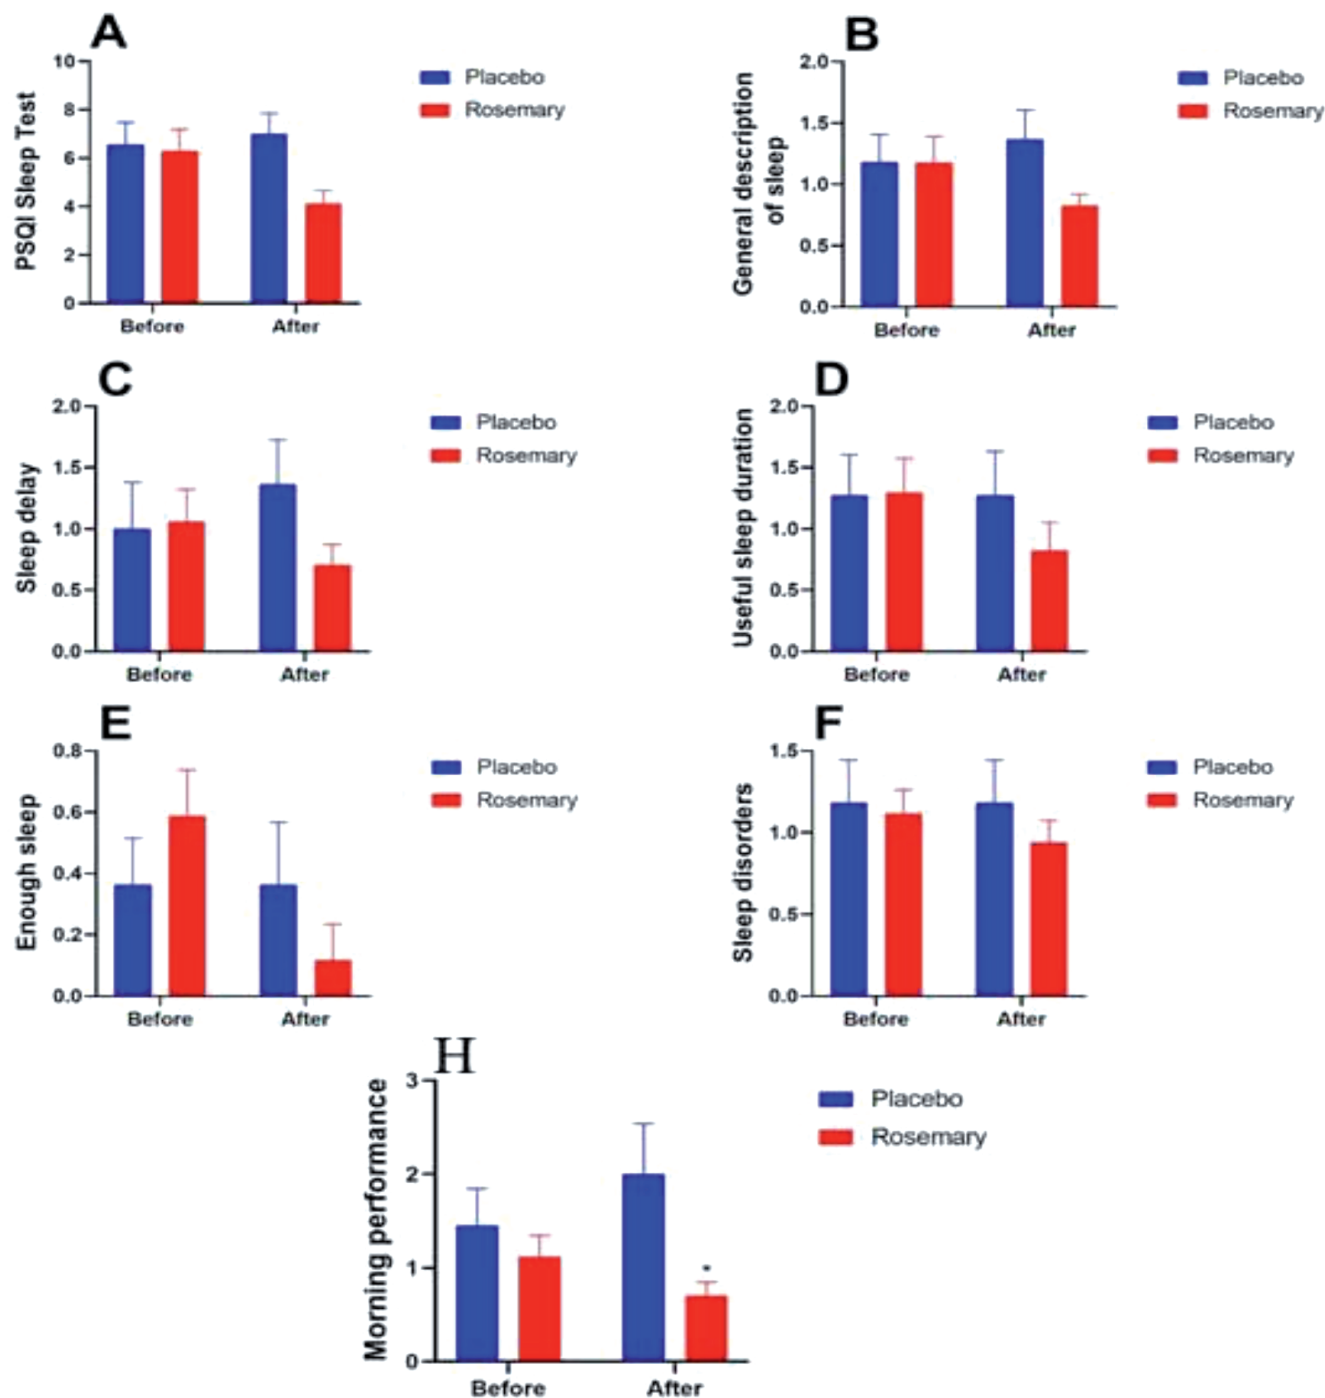 A
PSQI Sleep Test
10
8
6
4
2
0
Before
After
Placebo
Rosemary
B
General description
of sleep
2.0
1.5
1.0
0.5
0.0
Before
After
Placebo
Rosemary
C
Sleep delay
2.0
1.5
1.0
0.5
0.0
Before
After
Placebo
Rosemary
D
Useful sleep duration
2.0
1.5
1.0
0.5
0.0
Before
After
Placebo
Rosemary
E
Enough sleep
0.8
0.6
0.4
0.2
0.0
Before
After
Placebo
Rosemary
F
Sleep disorders
1.5
1.0
0.5
0.0
Before
After
Placebo
Rosemary
H
Morning performance
3
2
1
0
*
Before
After
Placebo
Rosemary